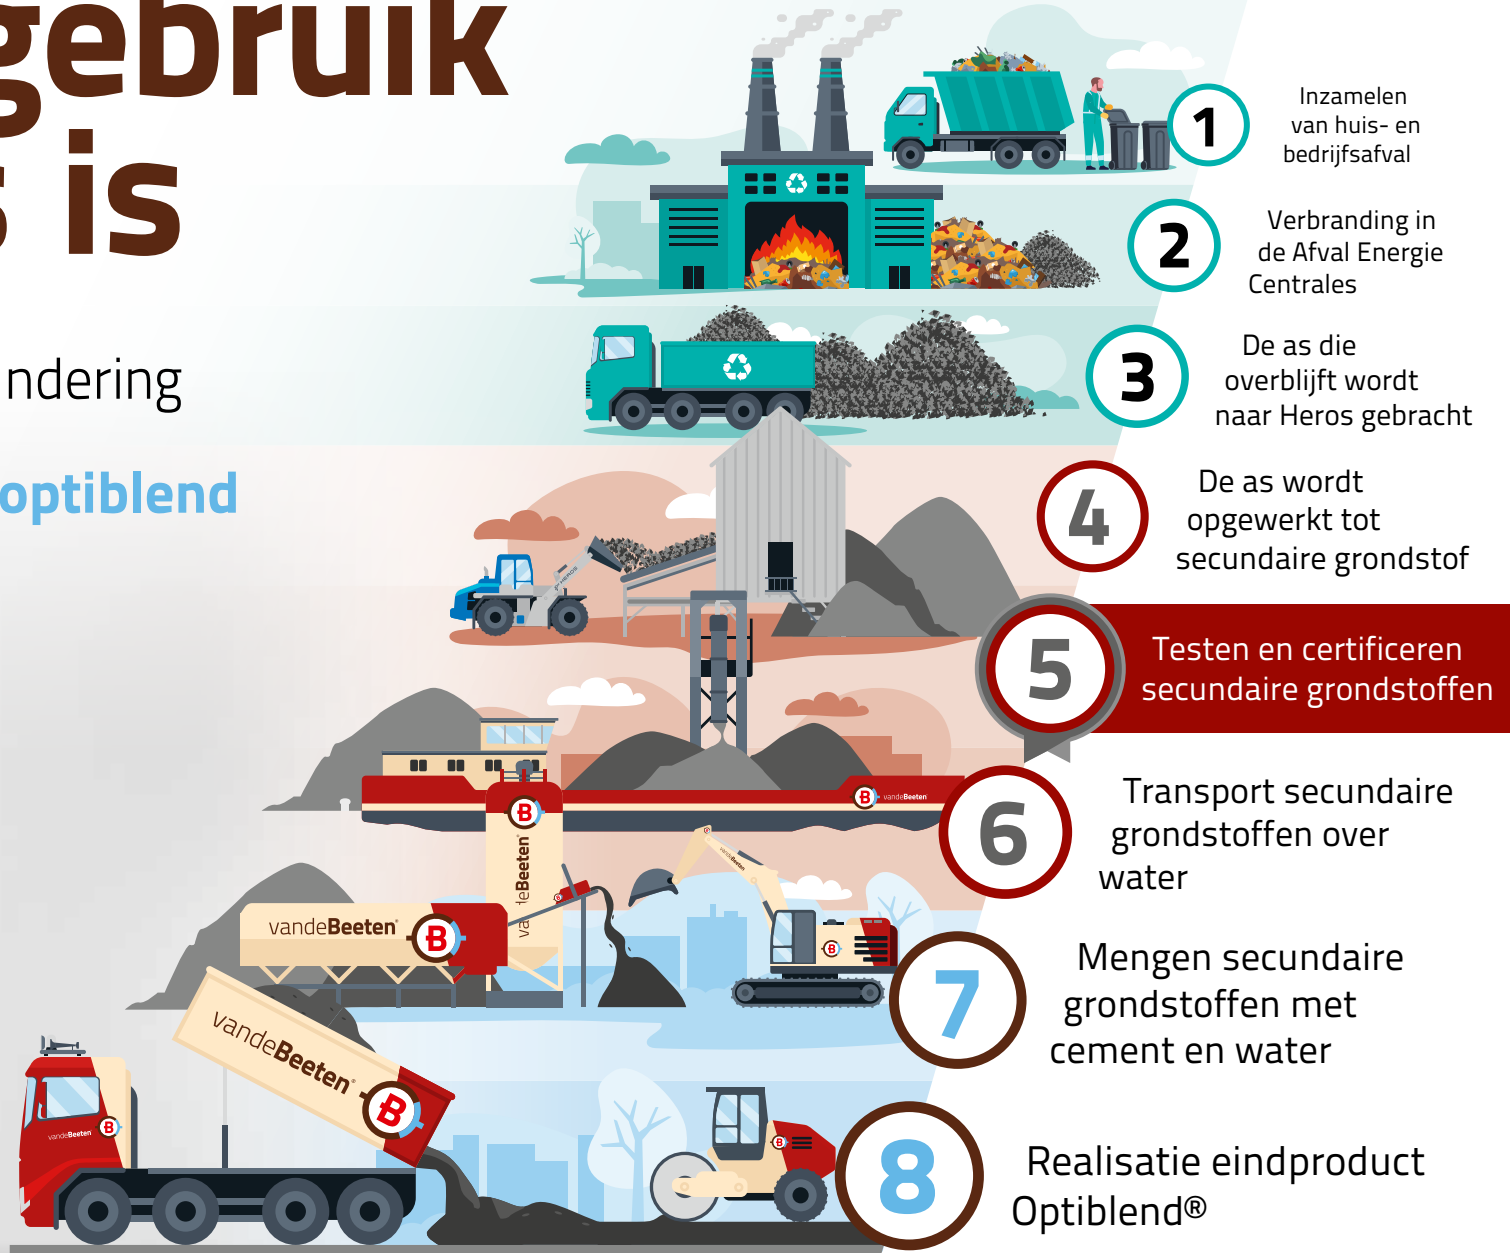 gebruik
s is
ndering
optiblend
1
Inzamelen
van huis- en
bedrijfsafval
2
Verbranding in
de Afval Energie
Centrales
3
De as die
overblijft wordt
naar Heros gebracht
4
De as wordt
opgewerkt tot
secundaire grondstof
HEROS
5
Testen en certificeren
secundaire grondstoffen
6
Transport secundaire
grondstoffen over
water
B vandeBeeten
B
vandeBeeten
vandeBeeten
B
vandeBeeten
B
7
Mengen secundaire
grondstoffen met
cement en water
vandeBeeten
B
vandeBeeten B
B
8
Realisatie eindproduct
Optiblend®